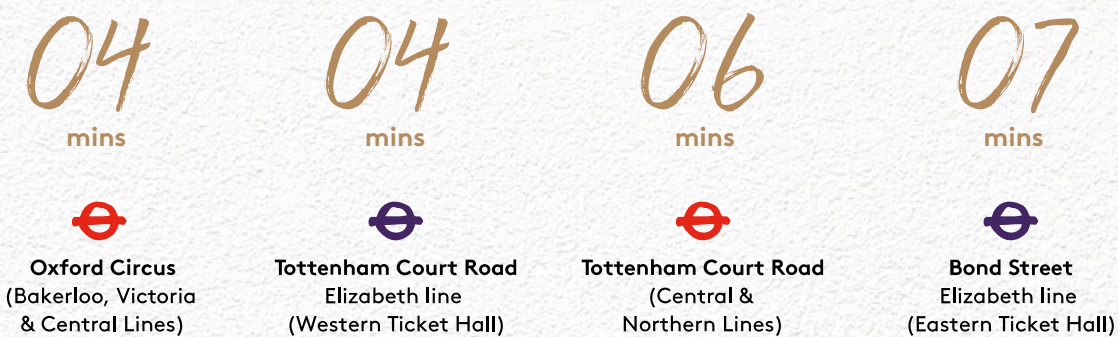 04
mins
Oxford Circus
(Bakerloo, Victoria
& Central Lines)
04
mins
Tottenham Court Road
Elizabeth line
(Western Ticket Hall)
06
mins
Tottenham Court Road
(Central &
Northern Lines)
07
mins
Bond Street
Elizabeth line
(Eastern Ticket Hall)